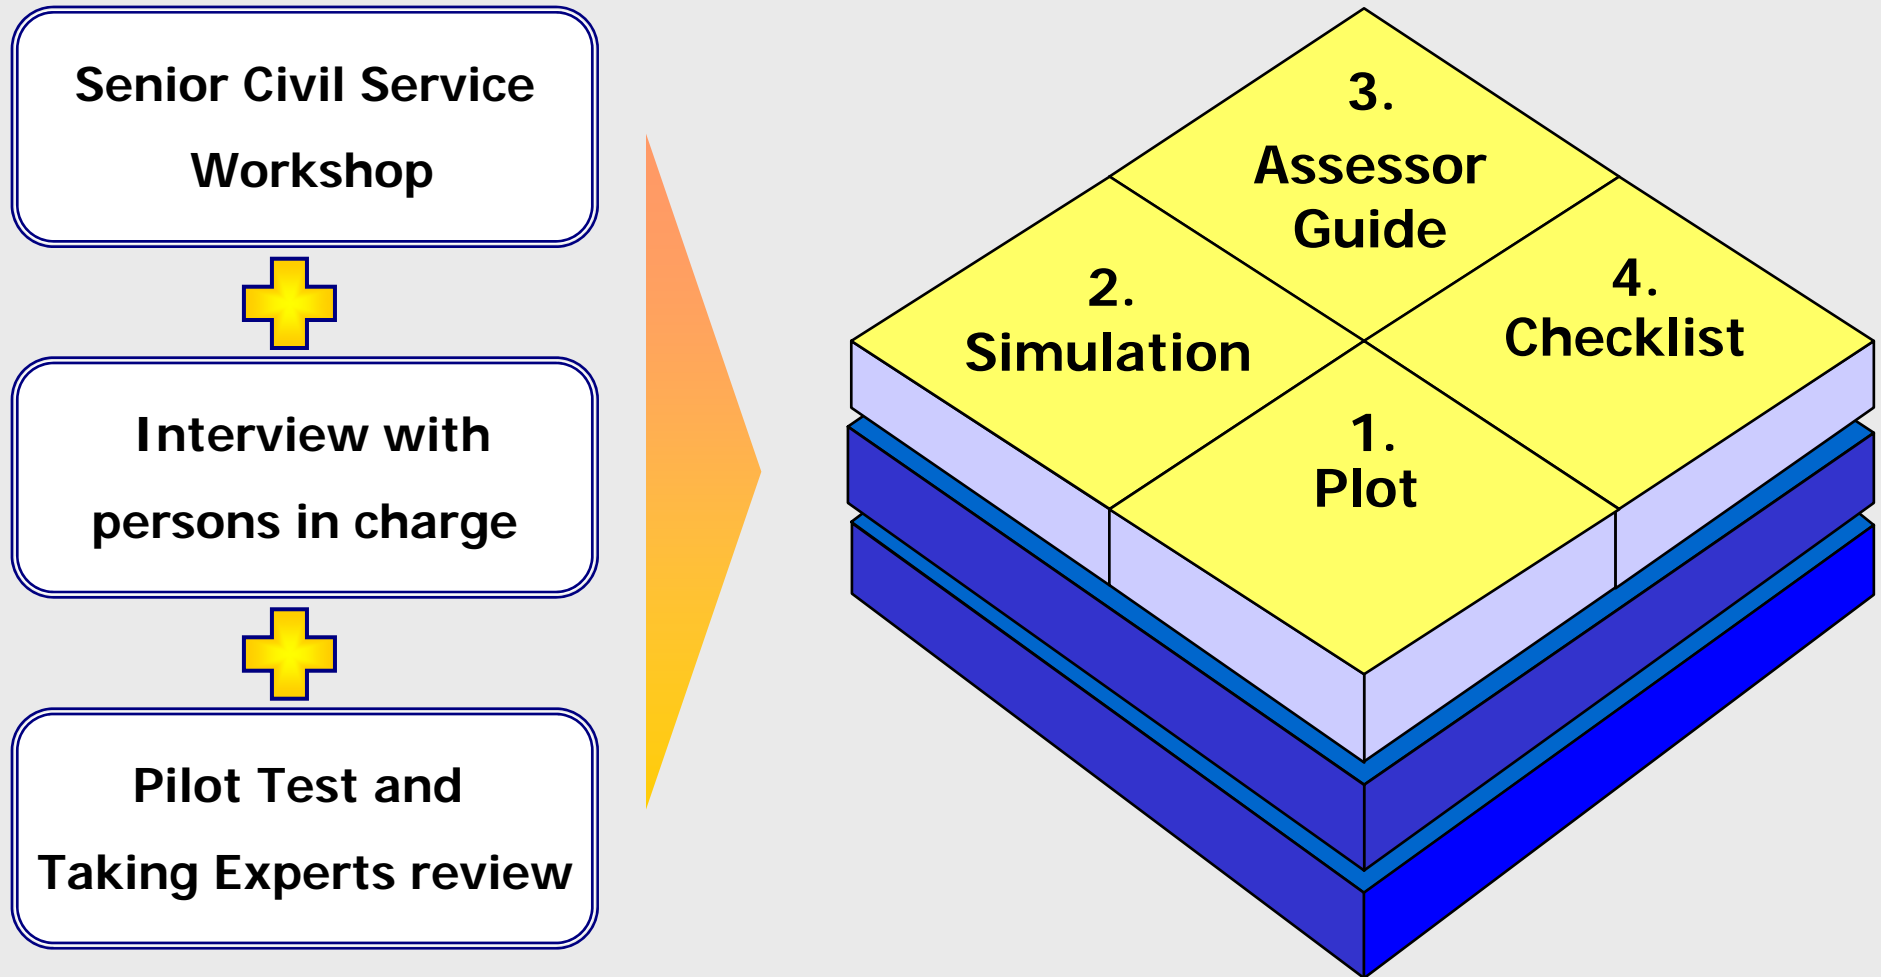 Senior Civil Service
Workshop
Interview with
persons in charge
Pilot Test and
Taking Experts review
3.
Assessor
Guide
2.
Simulation
4.
Checklist
1.
Plot